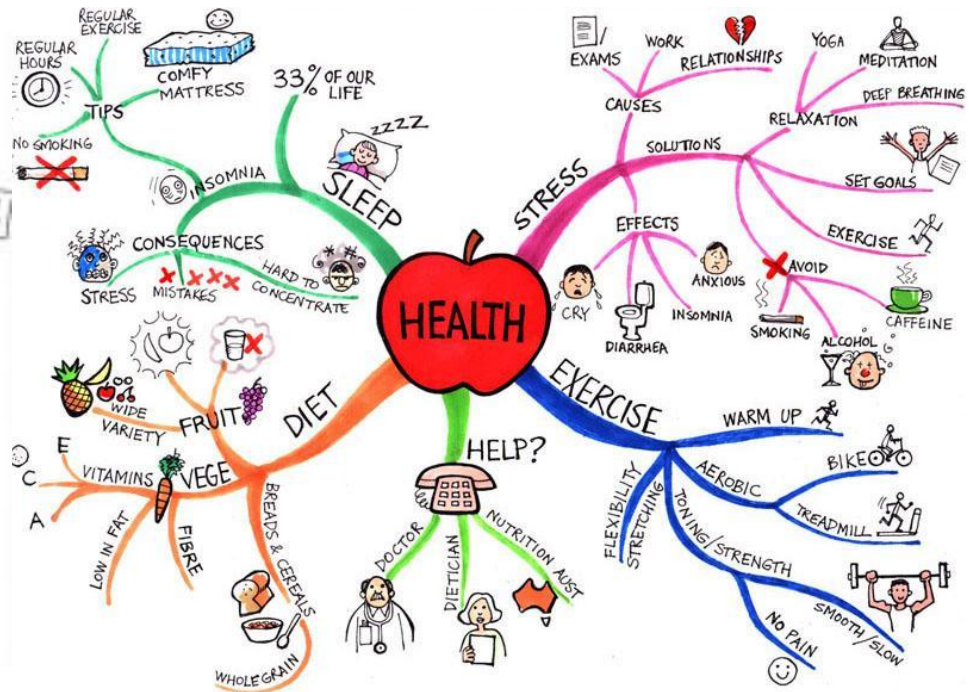 HEALTH
SLEEP
33% OF OUR
LIFE
ZZZZ
INSOMNIA
TIPS
REGULAR
HOURS
REGULAR
EXERCISE
COMFY
MATTRESS
NO SMOKING
CONSEQUENCES
STRESS
MISTAKES
HARD TO
CONCENTRATE
STRESS
CAUSES
EXAMS
WORK
RELATIONSHIPS
SOLUTIONS
RELAXATION
YOGA
MEDITATION
DEEP BREATHING
SET GOALS
EXERCISE
AVOID
SMOKING
ALCOHOL
CAFFEINE
EFFECTS
CRY
DIARRHEA
INSOMNIA
ANXIOUS
EXERCISE
WARM UP
AEROBIC
BIKE
TREADMILL
TONING/STRENGTH
SMOOTH/SLOW
NO PAIN
FLEXIBILITY
STRETCHING
HELP?
DOCTOR
DIETICIAN
NUTRITION AUST
DIET
FRUIT
WIDE
VARIETY
VEGE
VITAMINS
E
C
A
LOW IN FAT
FIBRE
BREADS & CEREALS
WHOLEGRAIN